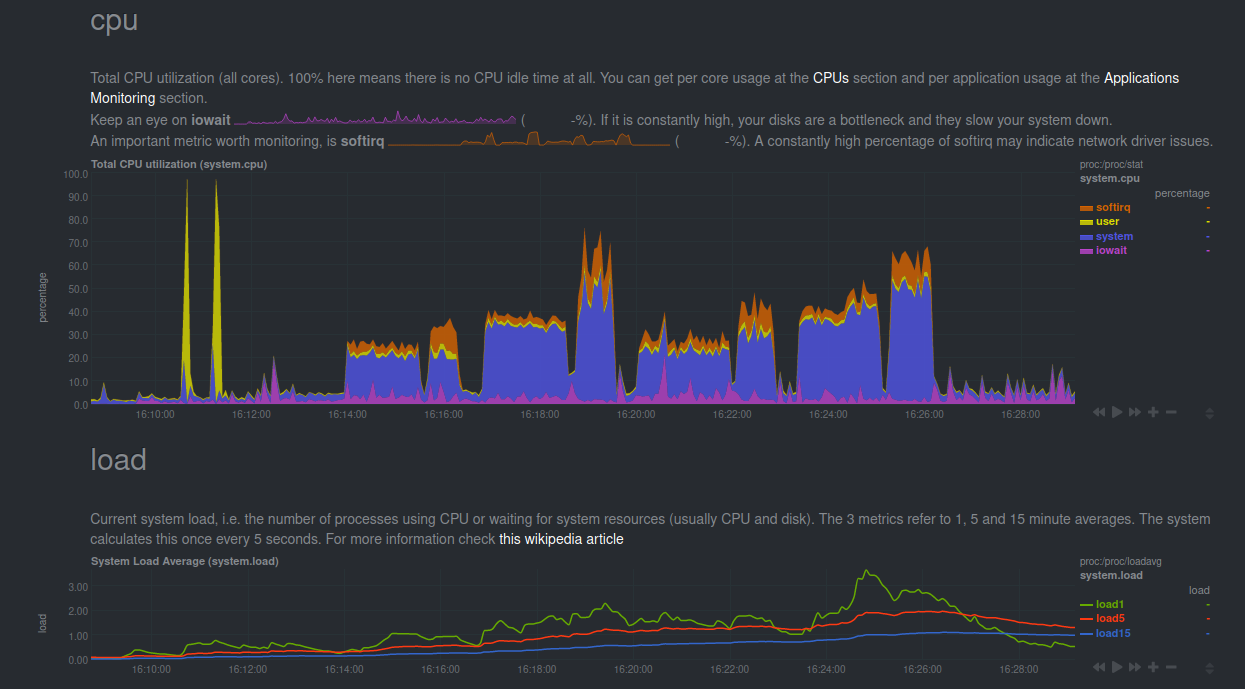 cpu
Total CPU utilization (all cores). 100% here means there is no CPU idle time at all. You can get per core usage at the CPUs section and per application usage at the Applications
Monitoring section.
Keep an eye on iowait ( -%). If it is constantly high, your disks are a bottleneck and they slow your system down.
An important metric worth monitoring, is softirq ( -%). A constantly high percentage of softirq may indicate network driver issues.
Total CPU utilization (system.cpu)
proc:/proc/stat
system.cpu
percentage
softirq -
user -
system -
iowait -
percentage
100.0
90.0
80.0
70.0
60.0
50.0
40.0
30.0
20.0
10.0
0.0
16:10:00 16:12:00 16:14:00 16:16:00 16:18:00 16:20:00 16:22:00 16:24:00 16:26:00 16:28:00
load
Current system load, i.e. the number of processes using CPU or waiting for system resources (usually CPU and disk). The 3 metrics refer to 1, 5 and 15 minute averages. The system
calculates this once every 5 seconds. For more information check this wikipedia article
System Load Average (system.load)
proc:/proc/loadavg
system.load
load
load1 -
load5 -
load15 -
load
3.00
2.00
1.00
0.00
16:10:00 16:12:00 16:14:00 16:16:00 16:18:00 16:20:00 16:22:00 16:24:00 16:26:00 16:28:00